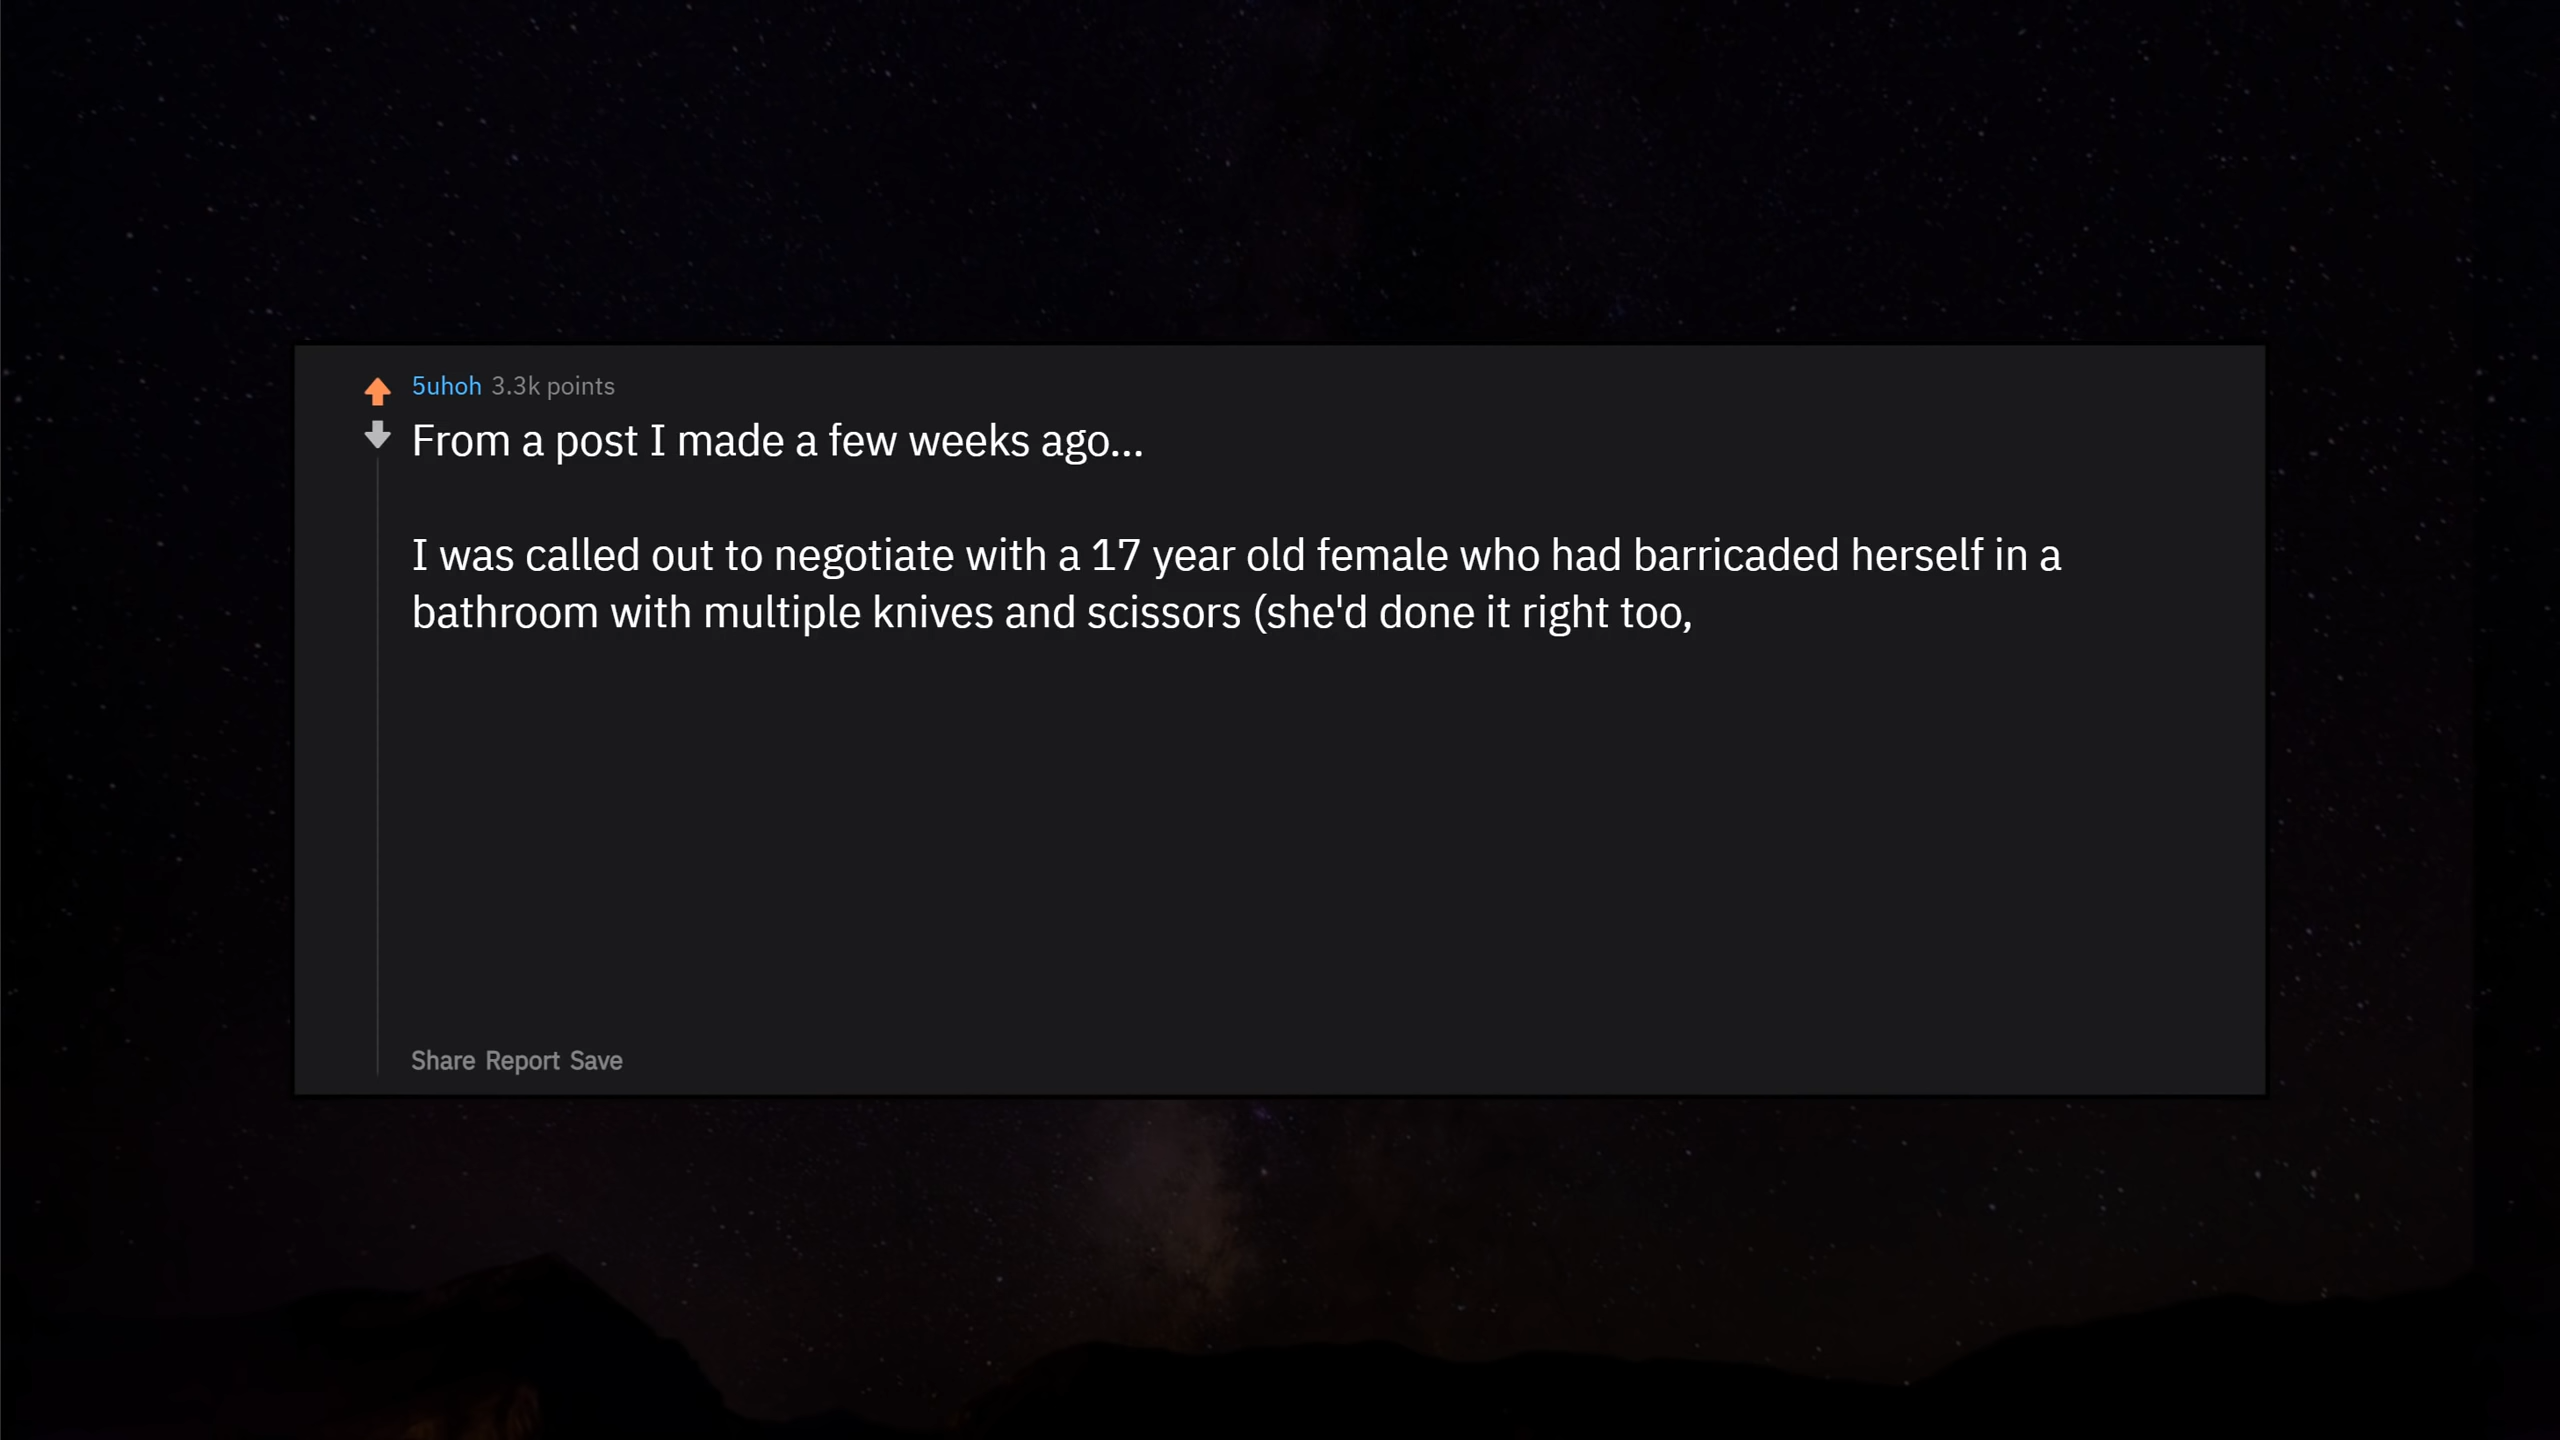 5uhoh 3.3k points
From a post I made a few weeks ago...
I was called out to negotiate with a 17 year old female who had barricaded herself in a
bathroom with multiple knives and scissors (she'd done it right too,
Share Report Save